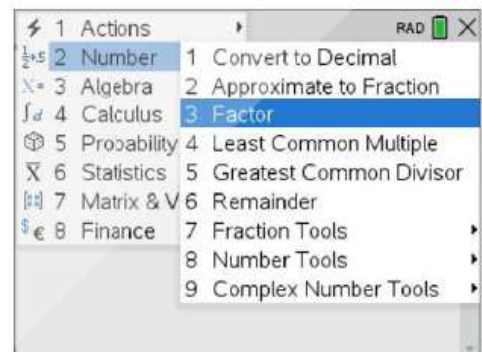 1 Actions
RAD
2 Number
3 Algebra
4 Calculus
5 Probability
6 Statistics
7 Matrix & V
8 Finance
1 Convert to Decimal
2 Approximate to Fraction
3 Factor
4 Least Common Multiple
5 Greatest Common Divisor
6 Remainder
7 Fraction Tools
8 Number Tools
9 Complex Number Tools